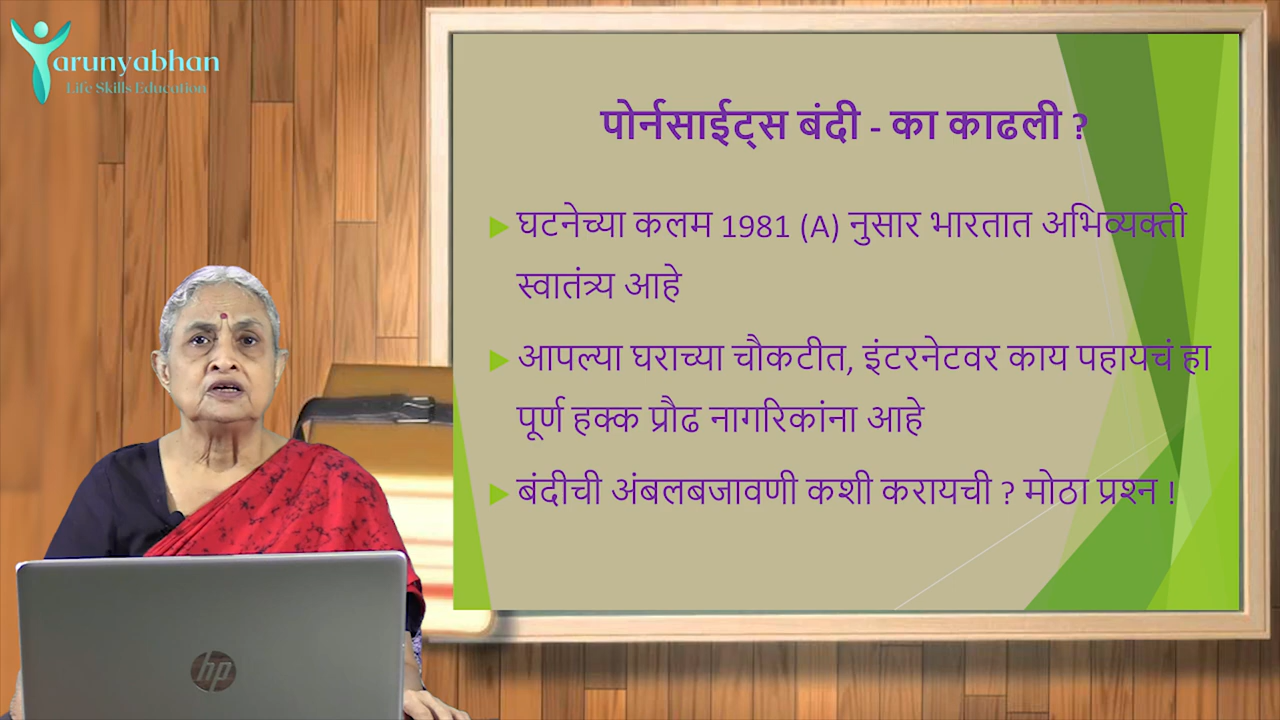 arunyabhan
Life Skills Education
पोर्नसाईट्स बंदी - का काढली ?
घटनेच्या कलम 1981 (A) नुसार भारतात अभिव्यक्ती
स्वातंत्र्य आहे
आपल्या घराच्या चौकटीत, इंटरनेटवर काय पहायचं हा
पूर्ण हक्क प्रौढ नागरिकांना आहे
बंदीची अंबलबजावणी कशी करायची ? मोठा प्रश्न !
hp